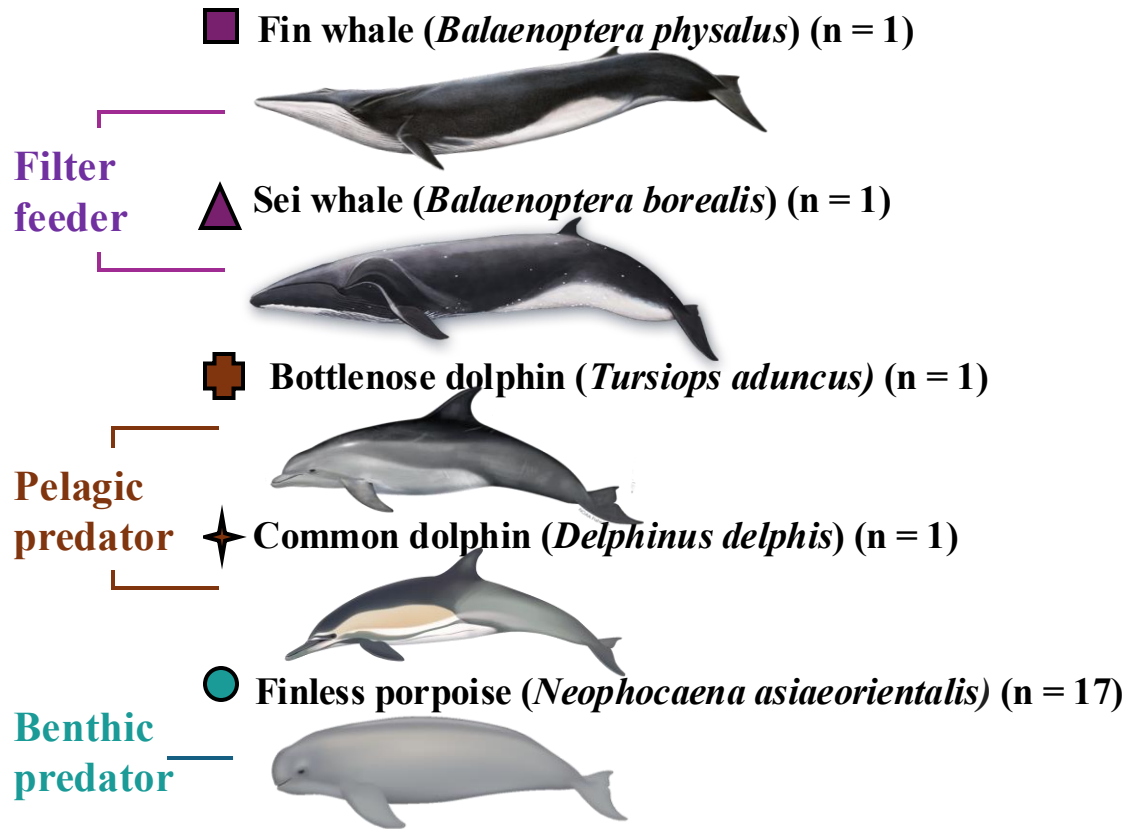 Fin whale (Balaenoptera physalus) (n = 1)
Filter
feeder
Sei whale (Balaenoptera borealis) (n = 1)
Bottlenose dolphin (Tursiops aduncus) (n = 1)
Pelagic
predator
Common dolphin (Delphinus delphis) (n = 1)
Finless porpoise (Neophocaena asiaeorientalis) (n = 17)
Benthic
predator